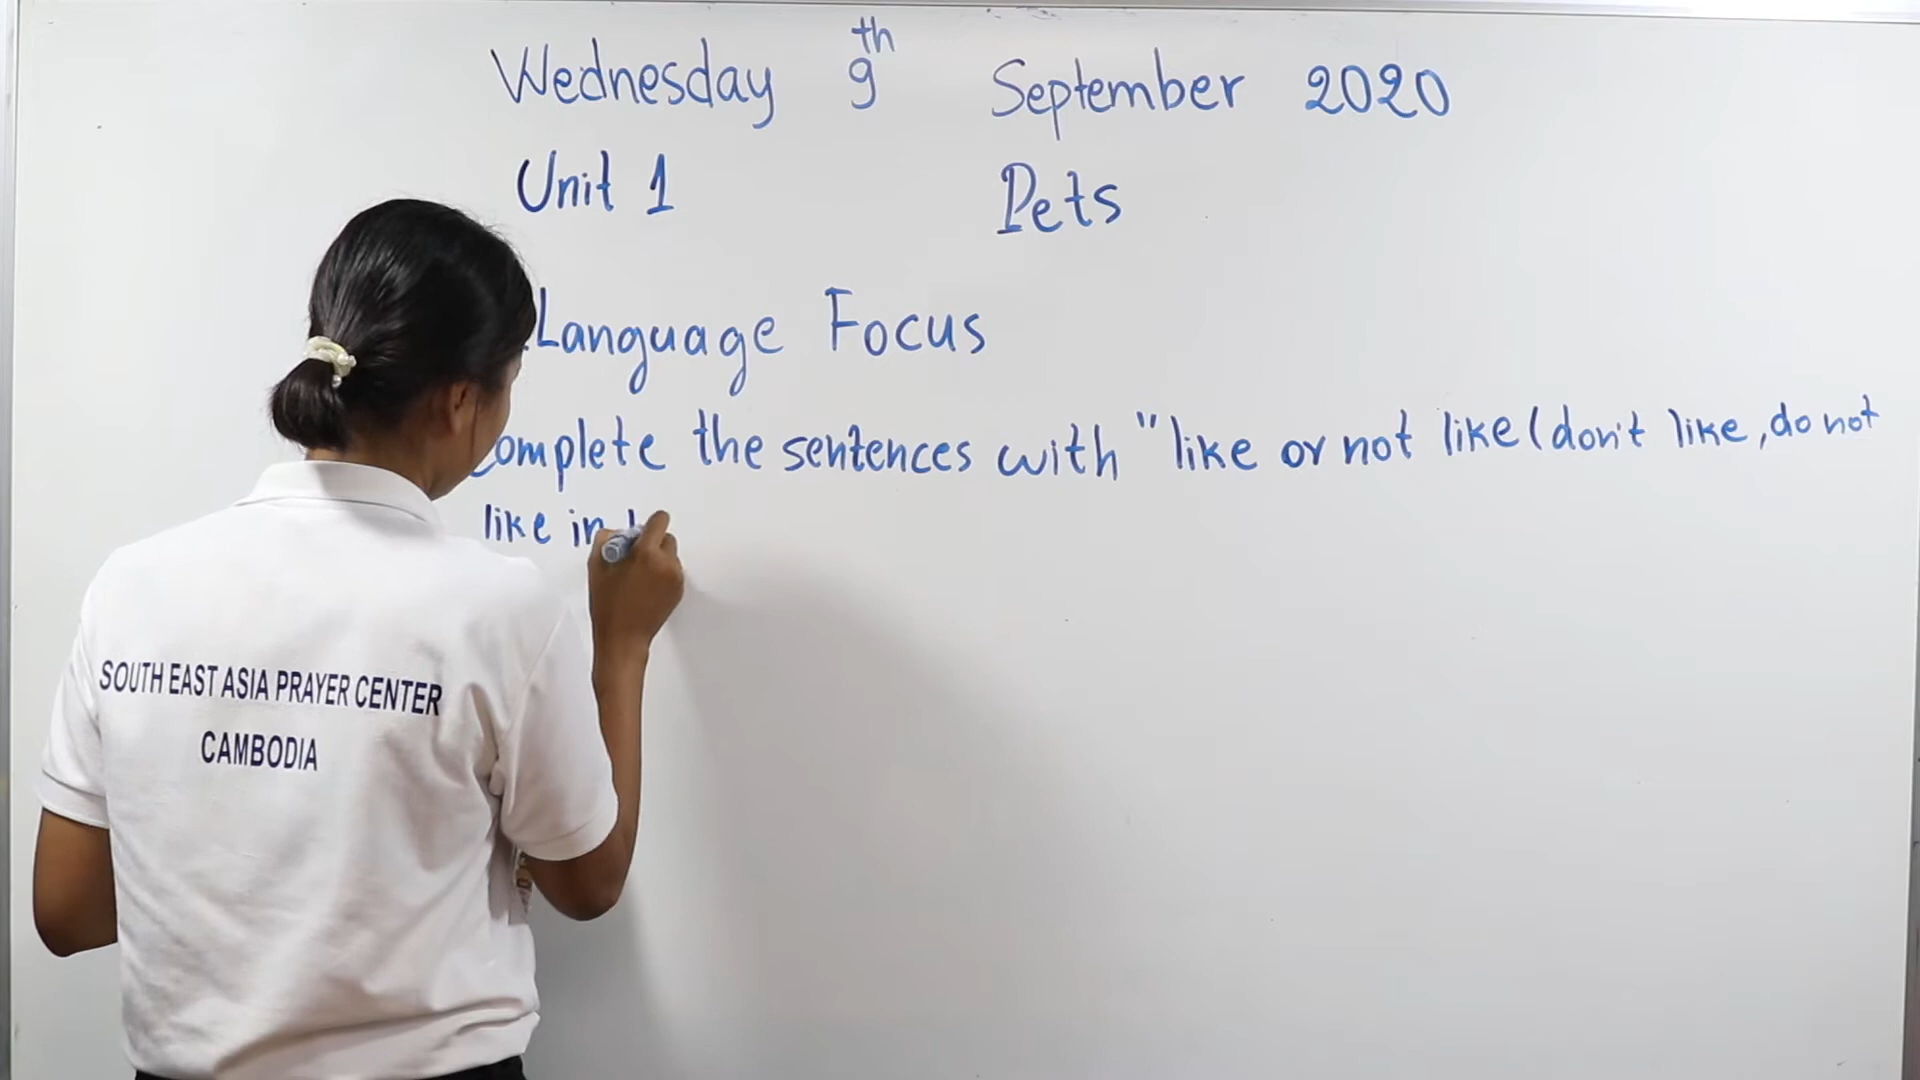 Wednesday 9th September 2020
Unit 1 Pets
Language Focus
Complete the sentences with "like or not like (don't like, do not
like in
SOUTH EAST ASIA PRAYER CENTER
CAMBODIA